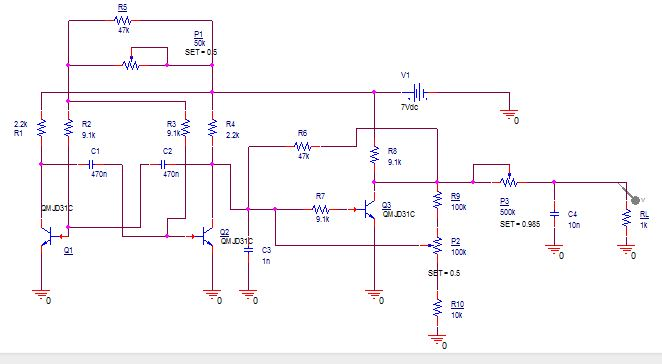 R5
47k
P1
50k
SET = 0.5
V1
7Vdc
0
2.2k
R1
R2
9.1k
R3
9.1k
R4
2.2k
R6
47k
R8
9.1k
C1
470n
C2
470n
R7
9.1k
R9
100k
P3
500k
SET = 0.985
V
QMJD31C
Q1
Q2
QMJD31C
Q3
QMJD31C
C3
1n
P2
100k
SET = 0.5
C4
10n
RL
1k
R10
10k
0
0
0
0
0
0
0